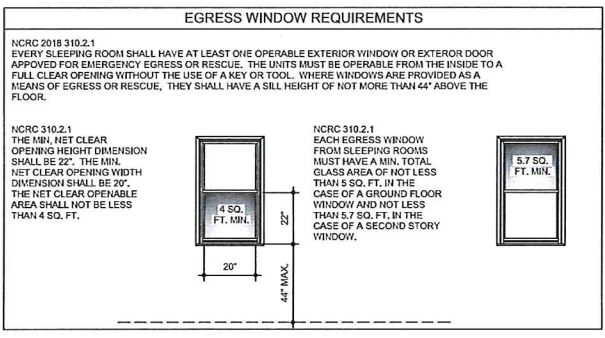 EGRESS WINDOW REQUIREMENTS
NCRC 2018 310.2.1
EVERY SLEEPING ROOM SHALL HAVE AT LEAST ONE OPERABLE EXTERIOR WINDOW OR EXTEROR DOOR
APPOVED FOR EMERGENCY EGRESS OR RESCUE. THE UNITS MUST BE OPERABLE FROM THE INSIDE TO A
FULL CLEAR OPENING WITHOUT THE USE OF A KEY OR TOOL. WHERE WINDOWS ARE PROVIDED AS A
MEANS OF EGRESS OR RESCUE, THEY SHALL HAVE A SILL HEIGHT OF NOT MORE THAN 44" ABOVE THE
FLOOR.
NCRC 310.2.1
THE MIN, NET CLEAR
OPENING HEIGHT DIMENSION
SHALL BE 22". THE MIN.
NET CLEAR OPENING WIDTH
DIMENSION SHALL BE 20".
THE NET CLEAR OPENABLE
AREA SHALL NOT BE LESS
THAN 4 SQ. FT.
4 SQ.
FT. MIN.
22"
20"
44" MAX.
NCRC 310.2.1
EACH EGRESS WINDOW
FROM SLEEPING ROOMS
MUST HAVE A MIN. TOTAL
GLASS AREA OF NOT LESS
THAN 5 SQ. FT. IN THE
CASE OF A GROUND FLOOR
WINDOW AND NOT LESS
THAN 5.7 SQ. FT. IN THE
CASE OF A SECOND STORY
WINDOW.
5.7 SQ.
FT. MIN.